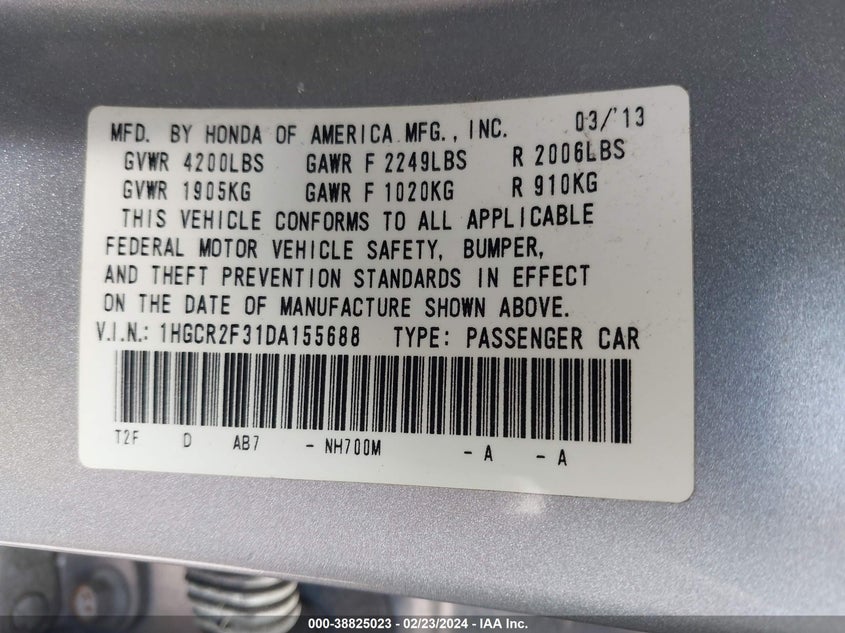 MFD. BY HONDA OF AMERICA MFG., INC. 03/'13
GVWR 4200LBS GAWR F 2249LBS R 2006LBS
GVWR 1905KG GAWR F 1020KG R 910KG
THIS VEHICLE CONFORMS TO ALL APPLICABLE
FEDERAL MOTOR VEHICLE SAFETY, BUMPER,
AND THEFT PREVENTION STANDARDS IN EFFECT
ON THE DATE OF MANUFACTURE SHOWN ABOVE.
V.I.N.: 1HGCR2F31DA155688 TYPE: PASSENGER CAR
T2F D AB7 - NH700M - A - A
000-38825023 - 02/23/2024 - IAA Inc.